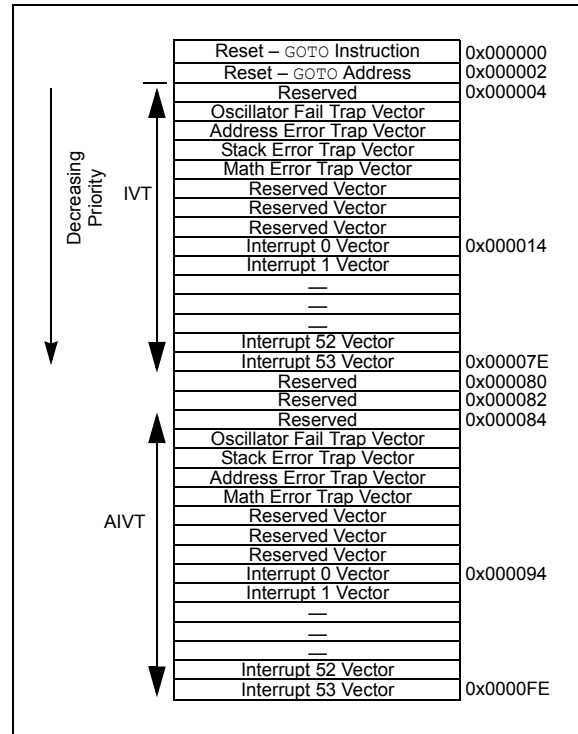 Reset – GOTO Instruction 0x000000
Reset – GOTO Address 0x000002
Reserved 0x000004
Oscillator Fail Trap Vector
Address Error Trap Vector
Stack Error Trap Vector
Math Error Trap Vector
Reserved Vector
Reserved Vector
Reserved Vector
Interrupt 0 Vector 0x000014
Interrupt 1 Vector
—
—
—
Interrupt 52 Vector
Interrupt 53 Vector 0x00007E
Decreasing
Priority
IVT
Reserved 0x000080
Reserved 0x000082
Reserved 0x000084
Oscillator Fail Trap Vector
Stack Error Trap Vector
Address Error Trap Vector
Math Error Trap Vector
Reserved Vector
Reserved Vector
Reserved Vector
Interrupt 0 Vector 0x000094
Interrupt 1 Vector
—
—
—
Interrupt 52 Vector
Interrupt 53 Vector 0x0000FE
AIVT